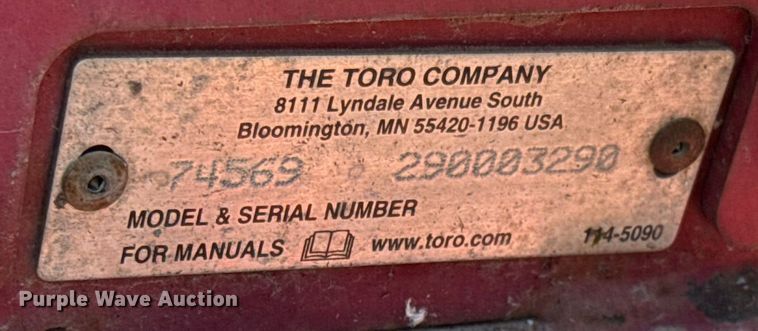 THE TORO COMPANY
8111 Lyndale Avenue South
Bloomington, MN 55420-1196 USA
74569 290003290
MODEL & SERIAL NUMBER
FOR MANUALS www.toro.com 114-5090
Purple Wave Auction